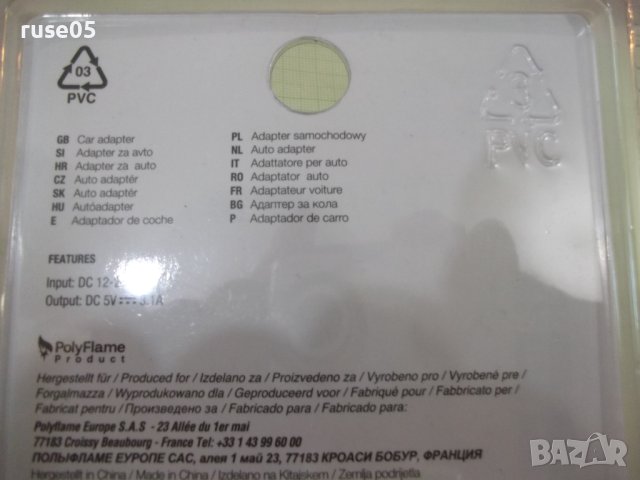 ruse05
03
PVC
3
PVC
GB Car adapter
SI Adapter za avto
HR Adapter za auto
CZ Auto adaptér
SK Auto adaptér
HU Autóadapter
E Adaptador de coche
PL Adapter samochodowy
NL Auto adapter
IT Adattatore per auto
RO Adaptator auto
FR Adaptateur voiture
BG Адаптер за кола
P Adaptador de carro
FEATURES
Input: DC 12-
Output: DC 5V 3.1A
PolyFlame
Product
Hergestellt für / Produced for / Izdelano za / Proizvedeno za / Vyrobeno pro / Vyrobené pre /
Forgalmazza / Wyprodukowano dla / Geproduceerd voor / Fabriqué pour / Fabbricato per /
Fabricat pentru / Произведено за / Fabricado para / Fabricado para:
Polyflame Europe S.A.S - 23 Allée du 1er mai
77183 Croissy Beaubourg - France Tel: +33 1 43 99 60 00
ПОЛЫФЛАМЕ ЕУРОПЕ САС, алея 1 май 23, 77183 КРОАСИ БОБУР, ФРАНЦИЯ
Hergestellt in China / Made in China / Izdelano na Kitajskem / Zemlja podrijetla
BAZAR
bg